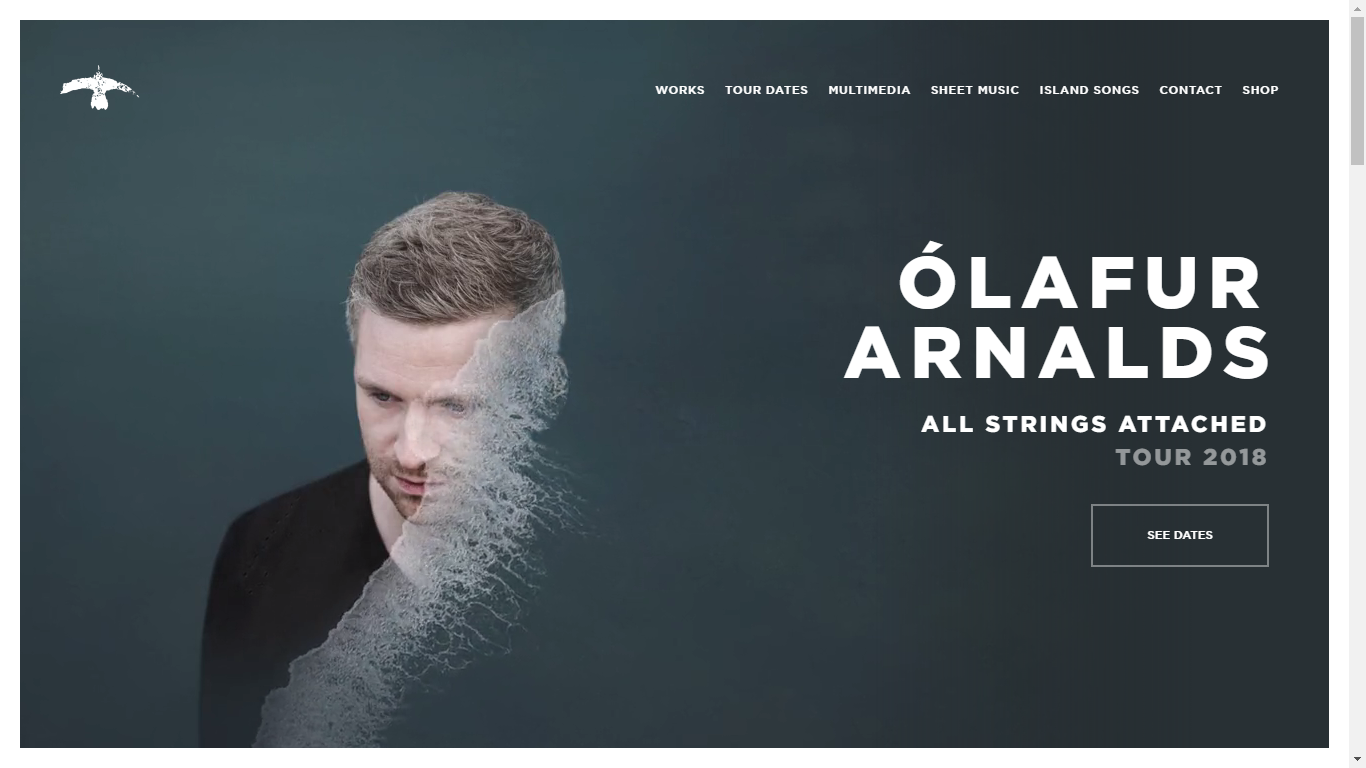 WORKS TOUR DATES MULTIMEDIA SHEET MUSIC ISLAND SONGS CONTACT SHOP
ÓLAFUR
ARNALDS
ALL STRINGS ATTACHED
TOUR 2018
SEE DATES